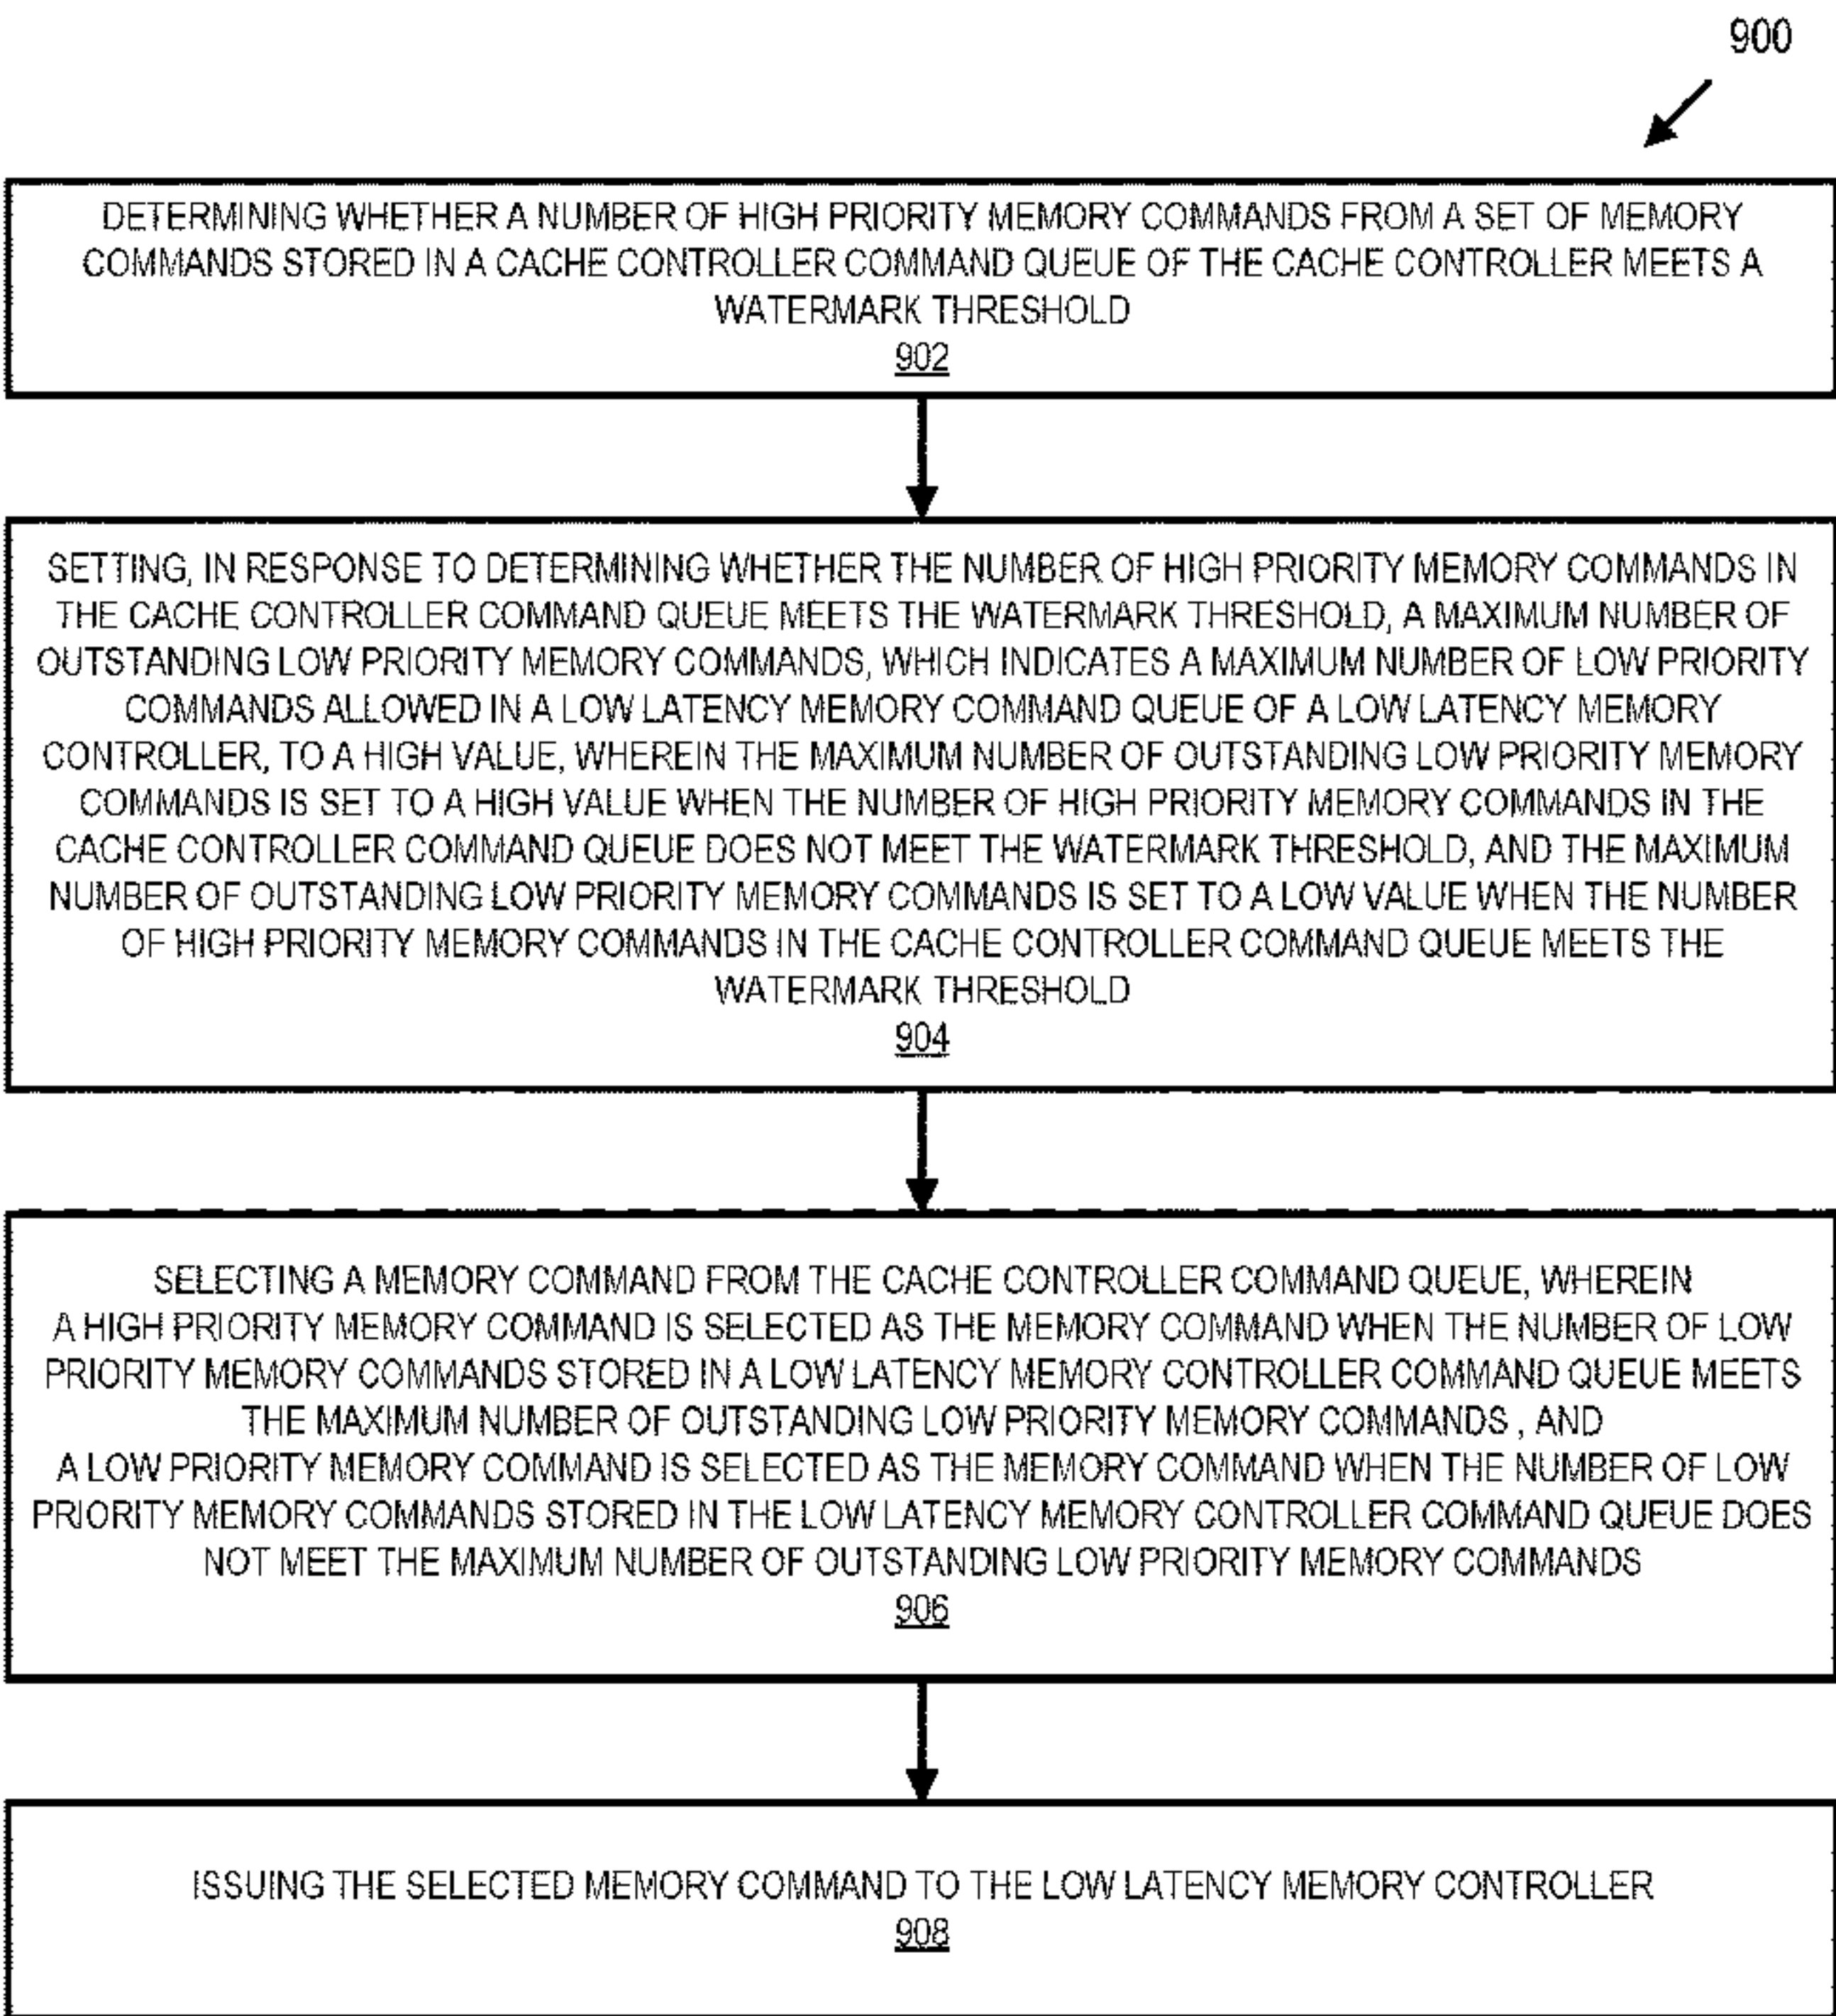 900
DETERMINING WHETHER A NUMBER OF HIGH PRIORITY MEMORY COMMANDS FROM A SET OF MEMORY
COMMANDS STORED IN A CACHE CONTROLLER COMMAND QUEUE OF THE CACHE CONTROLLER MEETS A
WATERMARK THRESHOLD
902
SETTING, IN RESPONSE TO DETERMINING WHETHER THE NUMBER OF HIGH PRIORITY MEMORY COMMANDS IN
THE CACHE CONTROLLER COMMAND QUEUE MEETS THE WATERMARK THRESHOLD, A MAXIMUM NUMBER OF
OUTSTANDING LOW PRIORITY MEMORY COMMANDS, WHICH INDICATES A MAXIMUM NUMBER OF LOW PRIORITY
COMMANDS ALLOWED IN A LOW LATENCY MEMORY COMMAND QUEUE OF A LOW LATENCY MEMORY
CONTROLLER, TO A HIGH VALUE, WHEREIN THE MAXIMUM NUMBER OF OUTSTANDING LOW PRIORITY MEMORY
COMMANDS IS SET TO A HIGH VALUE WHEN THE NUMBER OF HIGH PRIORITY MEMORY COMMANDS IN THE
CACHE CONTROLLER COMMAND QUEUE DOES NOT MEET THE WATERMARK THRESHOLD, AND THE MAXIMUM
NUMBER OF OUTSTANDING LOW PRIORITY MEMORY COMMANDS IS SET TO A LOW VALUE WHEN THE NUMBER
OF HIGH PRIORITY MEMORY COMMANDS IN THE CACHE CONTROLLER COMMAND QUEUE MEETS THE
WATERMARK THRESHOLD
904
SELECTING A MEMORY COMMAND FROM THE CACHE CONTROLLER COMMAND QUEUE, WHEREIN
A HIGH PRIORITY MEMORY COMMAND IS SELECTED AS THE MEMORY COMMAND WHEN THE NUMBER OF LOW
PRIORITY MEMORY COMMANDS STORED IN A LOW LATENCY MEMORY CONTROLLER COMMAND QUEUE MEETS
THE MAXIMUM NUMBER OF OUTSTANDING LOW PRIORITY MEMORY COMMANDS , AND
A LOW PRIORITY MEMORY COMMAND IS SELECTED AS THE MEMORY COMMAND WHEN THE NUMBER OF LOW
PRIORITY MEMORY COMMANDS STORED IN THE LOW LATENCY MEMORY CONTROLLER COMMAND QUEUE DOES
NOT MEET THE MAXIMUM NUMBER OF OUTSTANDING LOW PRIORITY MEMORY COMMANDS
906
ISSUING THE SELECTED MEMORY COMMAND TO THE LOW LATENCY MEMORY CONTROLLER
908